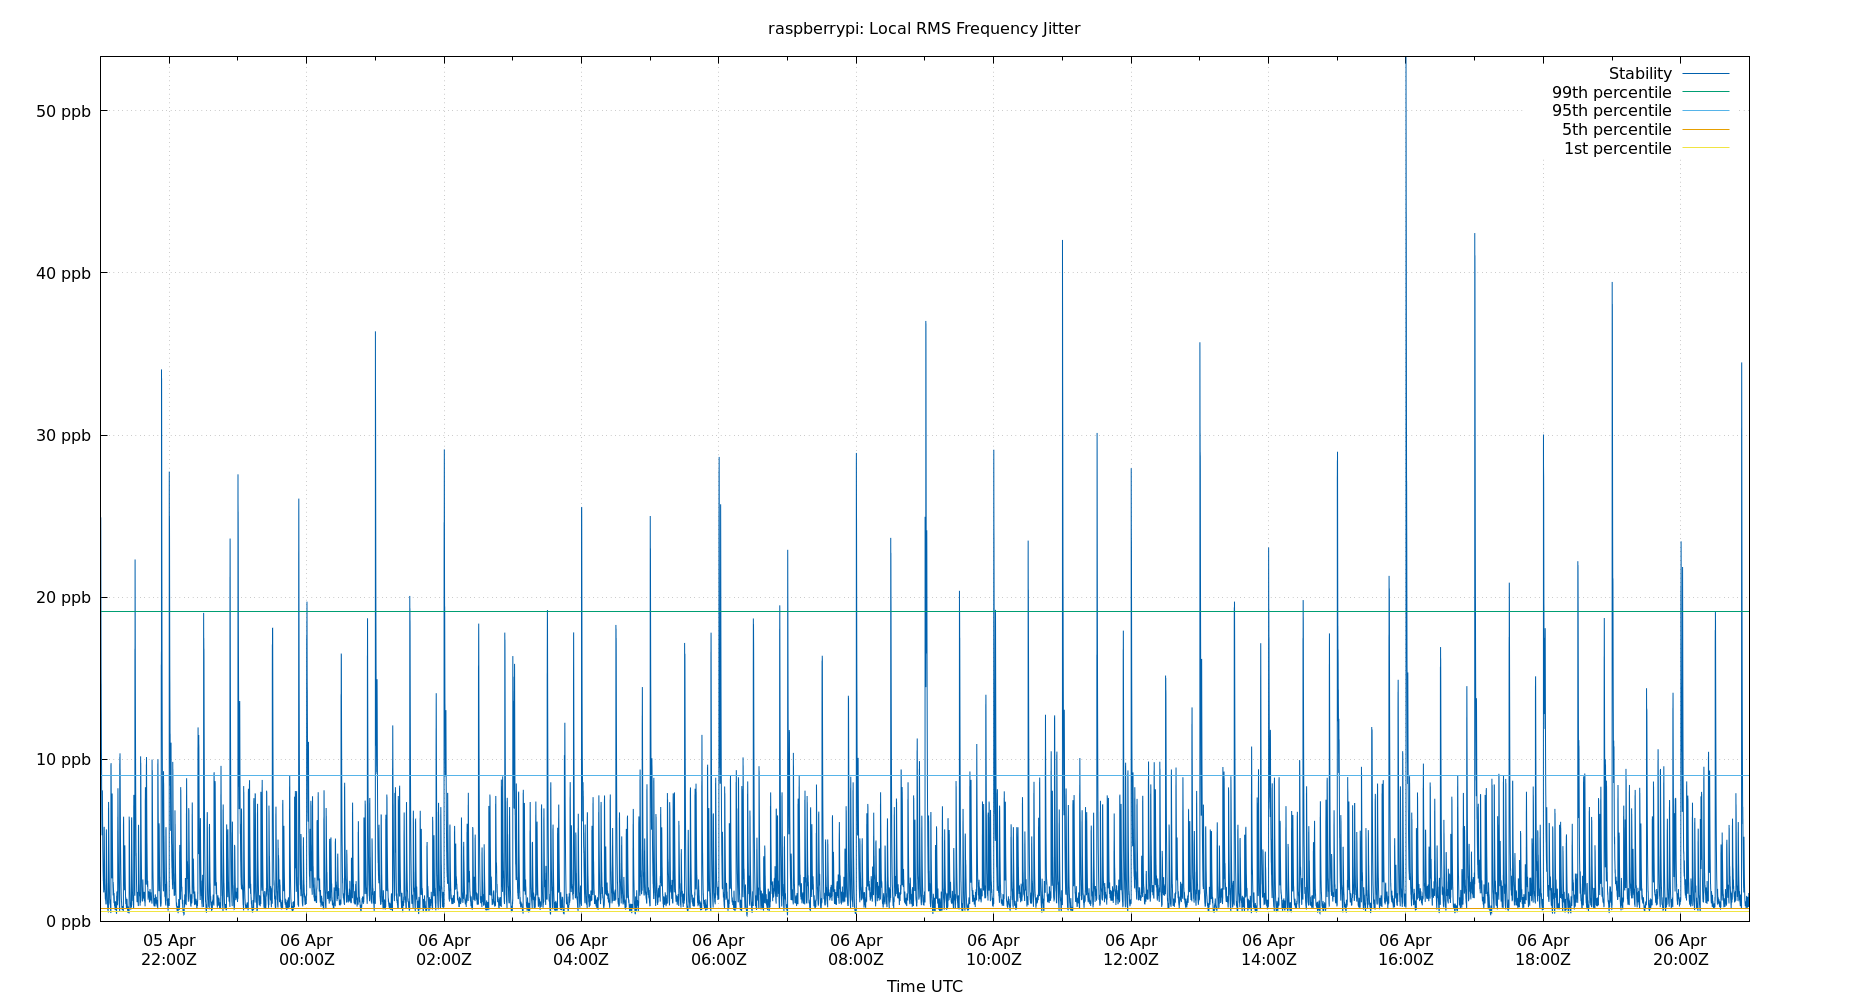 raspberrypi: Local RMS Frequency Jitter
Stability
99th percentile
95th percentile
5th percentile
1st percentile
50 ppb
40 ppb
30 ppb
20 ppb
10 ppb
0 ppb
05 Apr 06 Apr 06 Apr 06 Apr 06 Apr 06 Apr 06 Apr 06 Apr 06 Apr 06 Apr 06 Apr 06 Apr
22:00Z 00:00Z 02:00Z 04:00Z 06:00Z 08:00Z 10:00Z 12:00Z 14:00Z 16:00Z 18:00Z 20:00Z
Time UTC